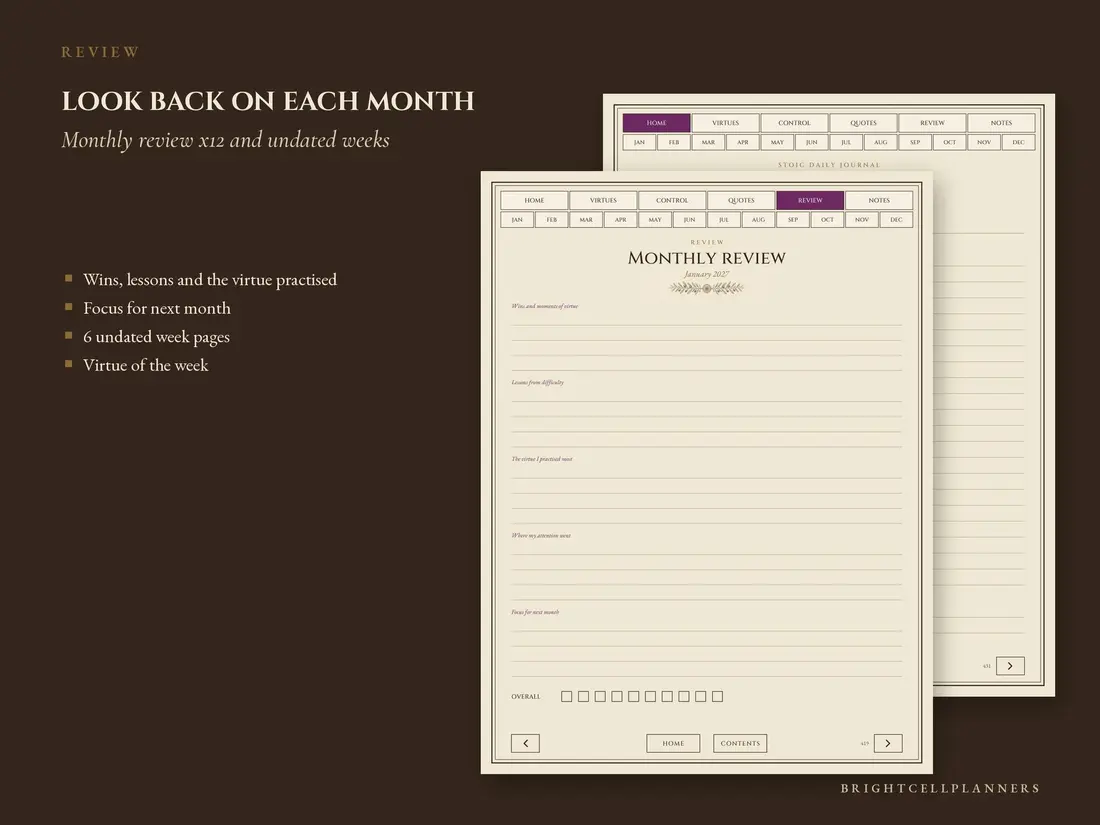 REVIEW
LOOK BACK ON EACH MONTH
Monthly review x12 and undated weeks
Wins, lessons and the virtue practised
Focus for next month
6 undated week pages
Virtue of the week
HOME VIRTUES CONTROL QUOTES REVIEW NOTES
JAN FEB MAR APR MAY JUN JUL AUG SEP OCT NOV DEC
STOIC DAILY JOURNAL
HOME VIRTUES CONTROL QUOTES REVIEW NOTES
JAN FEB MAR APR MAY JUN JUL AUG SEP OCT NOV DEC
REVIEW
MONTHLY REVIEW
January 2027
Wins and moments of virtue
Lessons from difficulty
The virtue I practised most
Where my attention went
Focus for next month
OVERALL
HOME CONTENTS 419
431
BRIGHTCELLPLANNERS